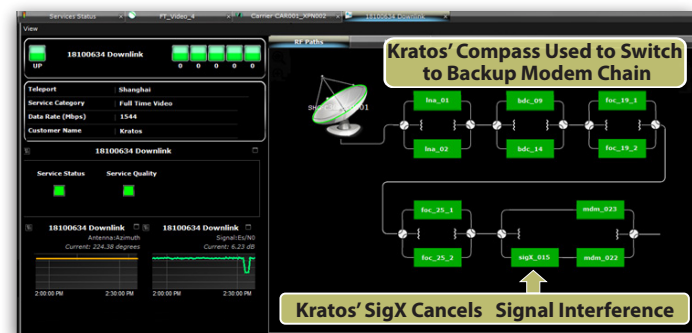 Services Status
FT_Video_4
Carrier CAR001_XFN002
18100634 Downlink
View
18100634 Downlink
UP
0 0 0 0 0
Teleport Shanghai
Service Category Full Time Video
Data Rate (Mbps) 1544
Customer Name Kratos
18100634 Downlink
Service Status Service Quality
18100634 Downlink
Antenna:Azimuth
Current: 224.38 degrees
2:00:00 PM 2:30:00 PM
18100634 Downlink
Signal:Es/N0
Current: 6.23 dB
2:00:00 PM 2:30:00 PM
RF Paths
Kratos’ Compass Used to Switch
to Backup Modem Chain
lna_01
bdc_09
foc_19_1
lna_02
bdc_14
foc_19_2
foc_25_1
mdm_023
foc_25_2
sigX_015
mdm_022
Kratos’ SigX Cancels Signal Interference